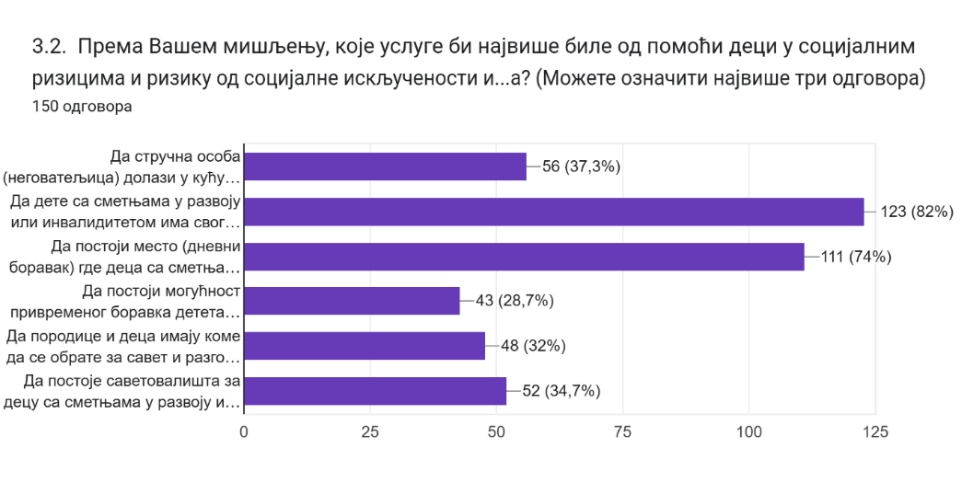 3.2. Према Вашем мишљењу, које услуге би највише биле од помоћи деци у социјалним
ризицима и ризику од социјалне искључености и...а? (Можете означити највише три одговора)
150 одговора
Да стручна особа
(неговатељица) долази у кућу…
56 (37,3%)
Да дете са сметњама у развоју
или инвалидитетом има свог…
123 (82%)
Да постоји место (дневни
боравак) где деца са сметња…
111 (74%)
Да постоји могућност
привременог боравка детета…
43 (28,7%)
Да породице и деца имају коме
да се обрате за савет и разго…
48 (32%)
Да постоје саветовалишта за
децу са сметњама у развоју и…
52 (34,7%)
0 25 50 75 100 125